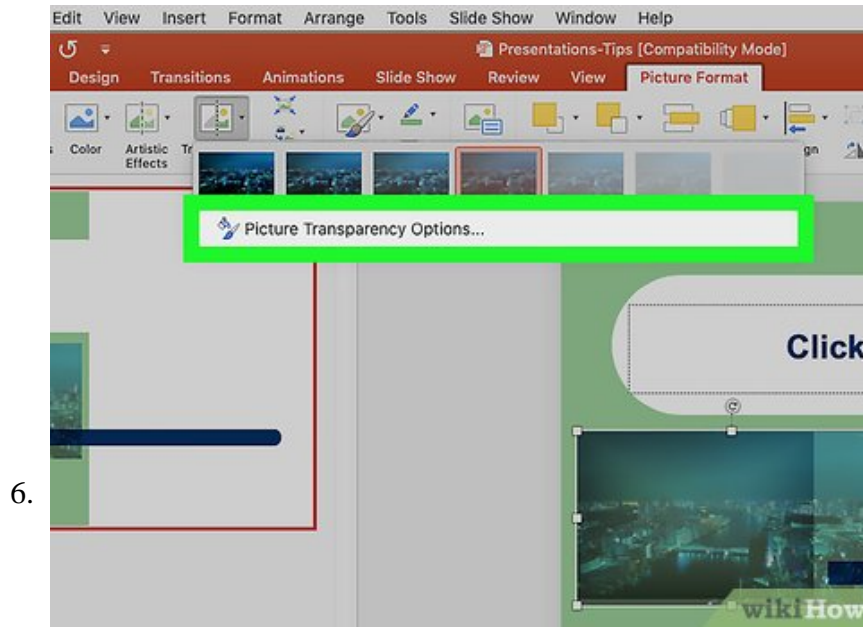 Edit View Insert Format Arrange Tools Slide Show Window Help
Presentations-Tips [Compatibility Mode]
Design Transitions Animations Slide Show Review View Picture Format
Color Artistic
Effects
Picture Transparency Options...
Click
6.
wikiHow